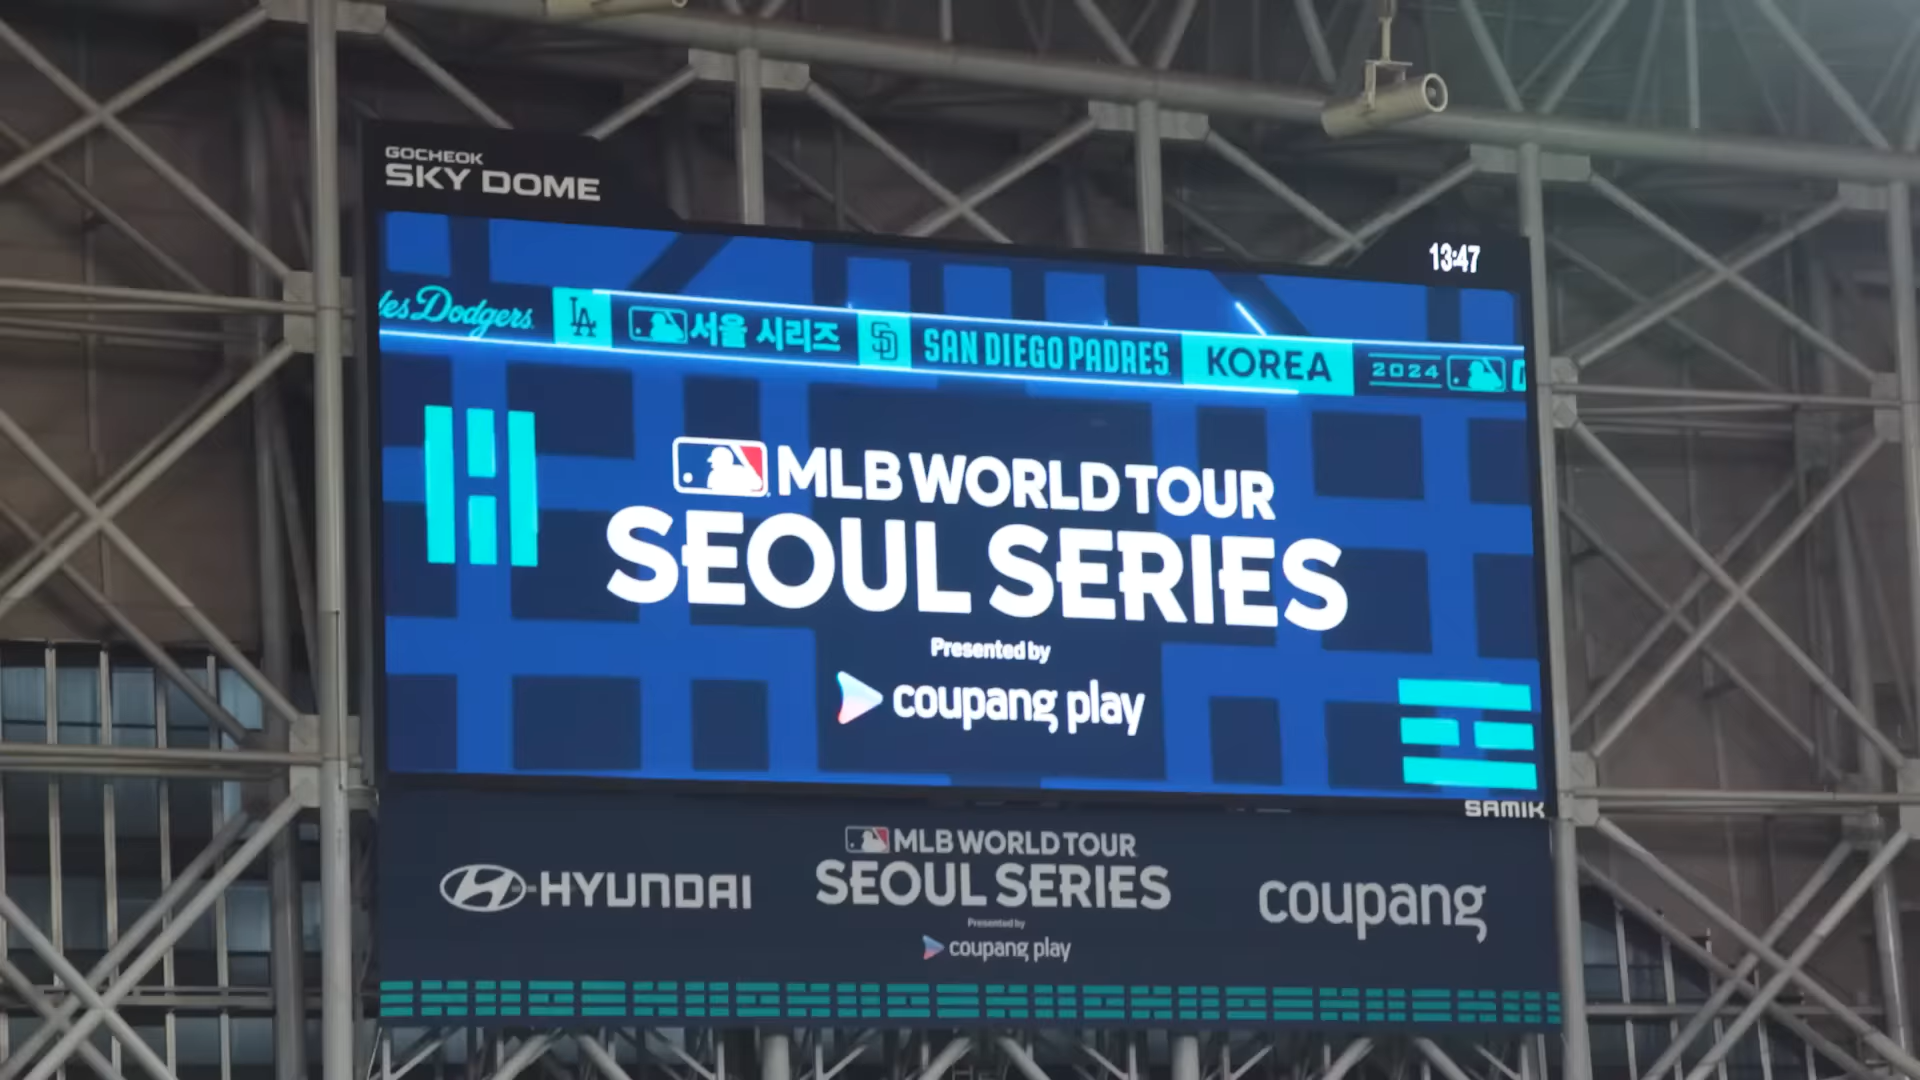 GOCHEOK
SKY DOME
13:47
les Dodgers
LA
서울 시리즈
SD
SAN DIEGO PADRES
KOREA
2024
MLB WORLD TOUR
SEOUL SERIES
Presented by
coupang play
SAMIK
HYUNDAI
MLB WORLD TOUR
SEOUL SERIES
Presented by
coupang play
coupang